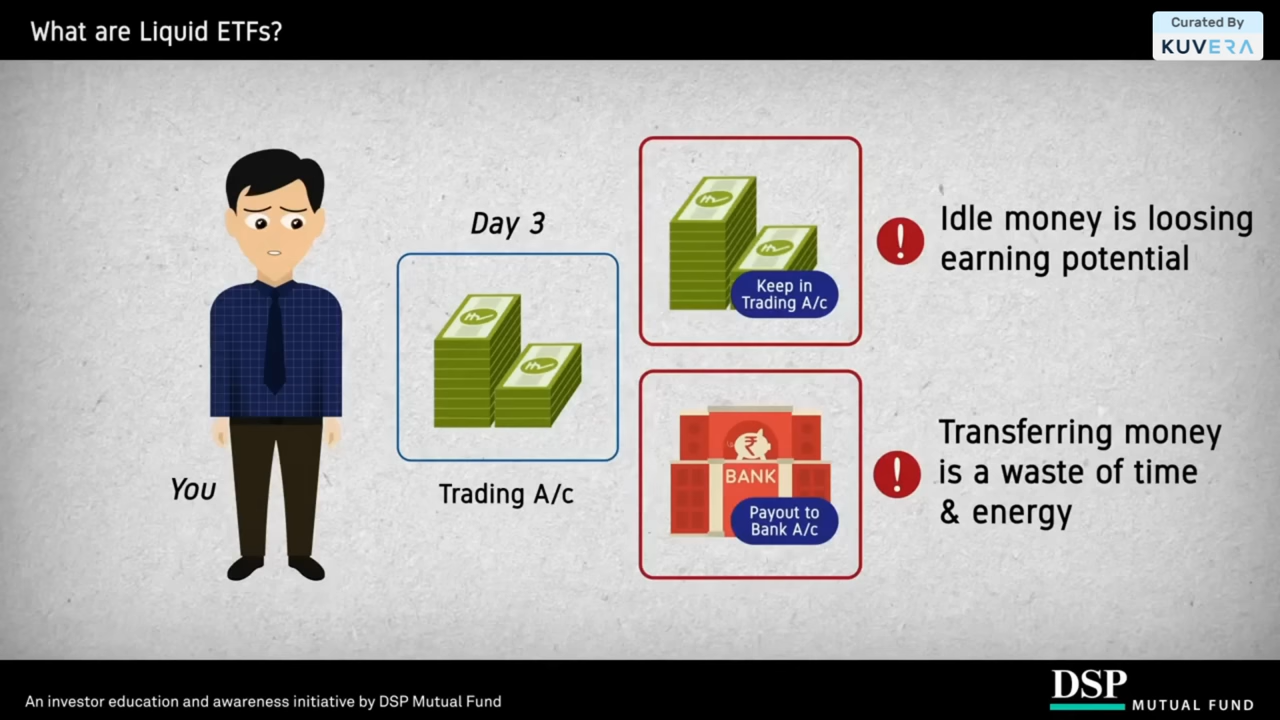 What are Liquid ETFs?
Curated By
KUVERA
Day 3
You
Trading A/c
Keep in
Trading A/c
Idle money is loosing
earning potential
₹
BANK
Payout to
Bank A/c
Transferring money
is a waste of time
& energy
An investor education and awareness initiative by DSP Mutual Fund
DSP
MUTUAL FUND